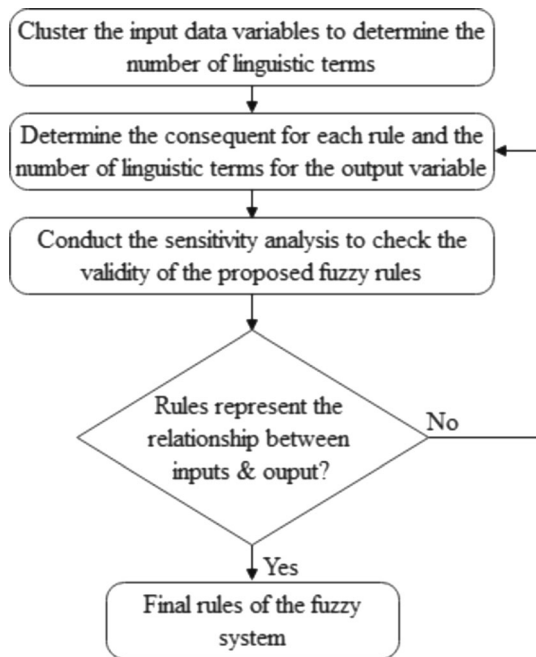 Cluster the input data variables to determine the
number of linguistic terms
Determine the consequent for each rule and the
number of linguistic terms for the output variable
Conduct the sensitivity analysis to check the
validity of the proposed fuzzy rules
Rules represent the
relationship between
inputs & ouput?
No
Yes
Final rules of the fuzzy
system